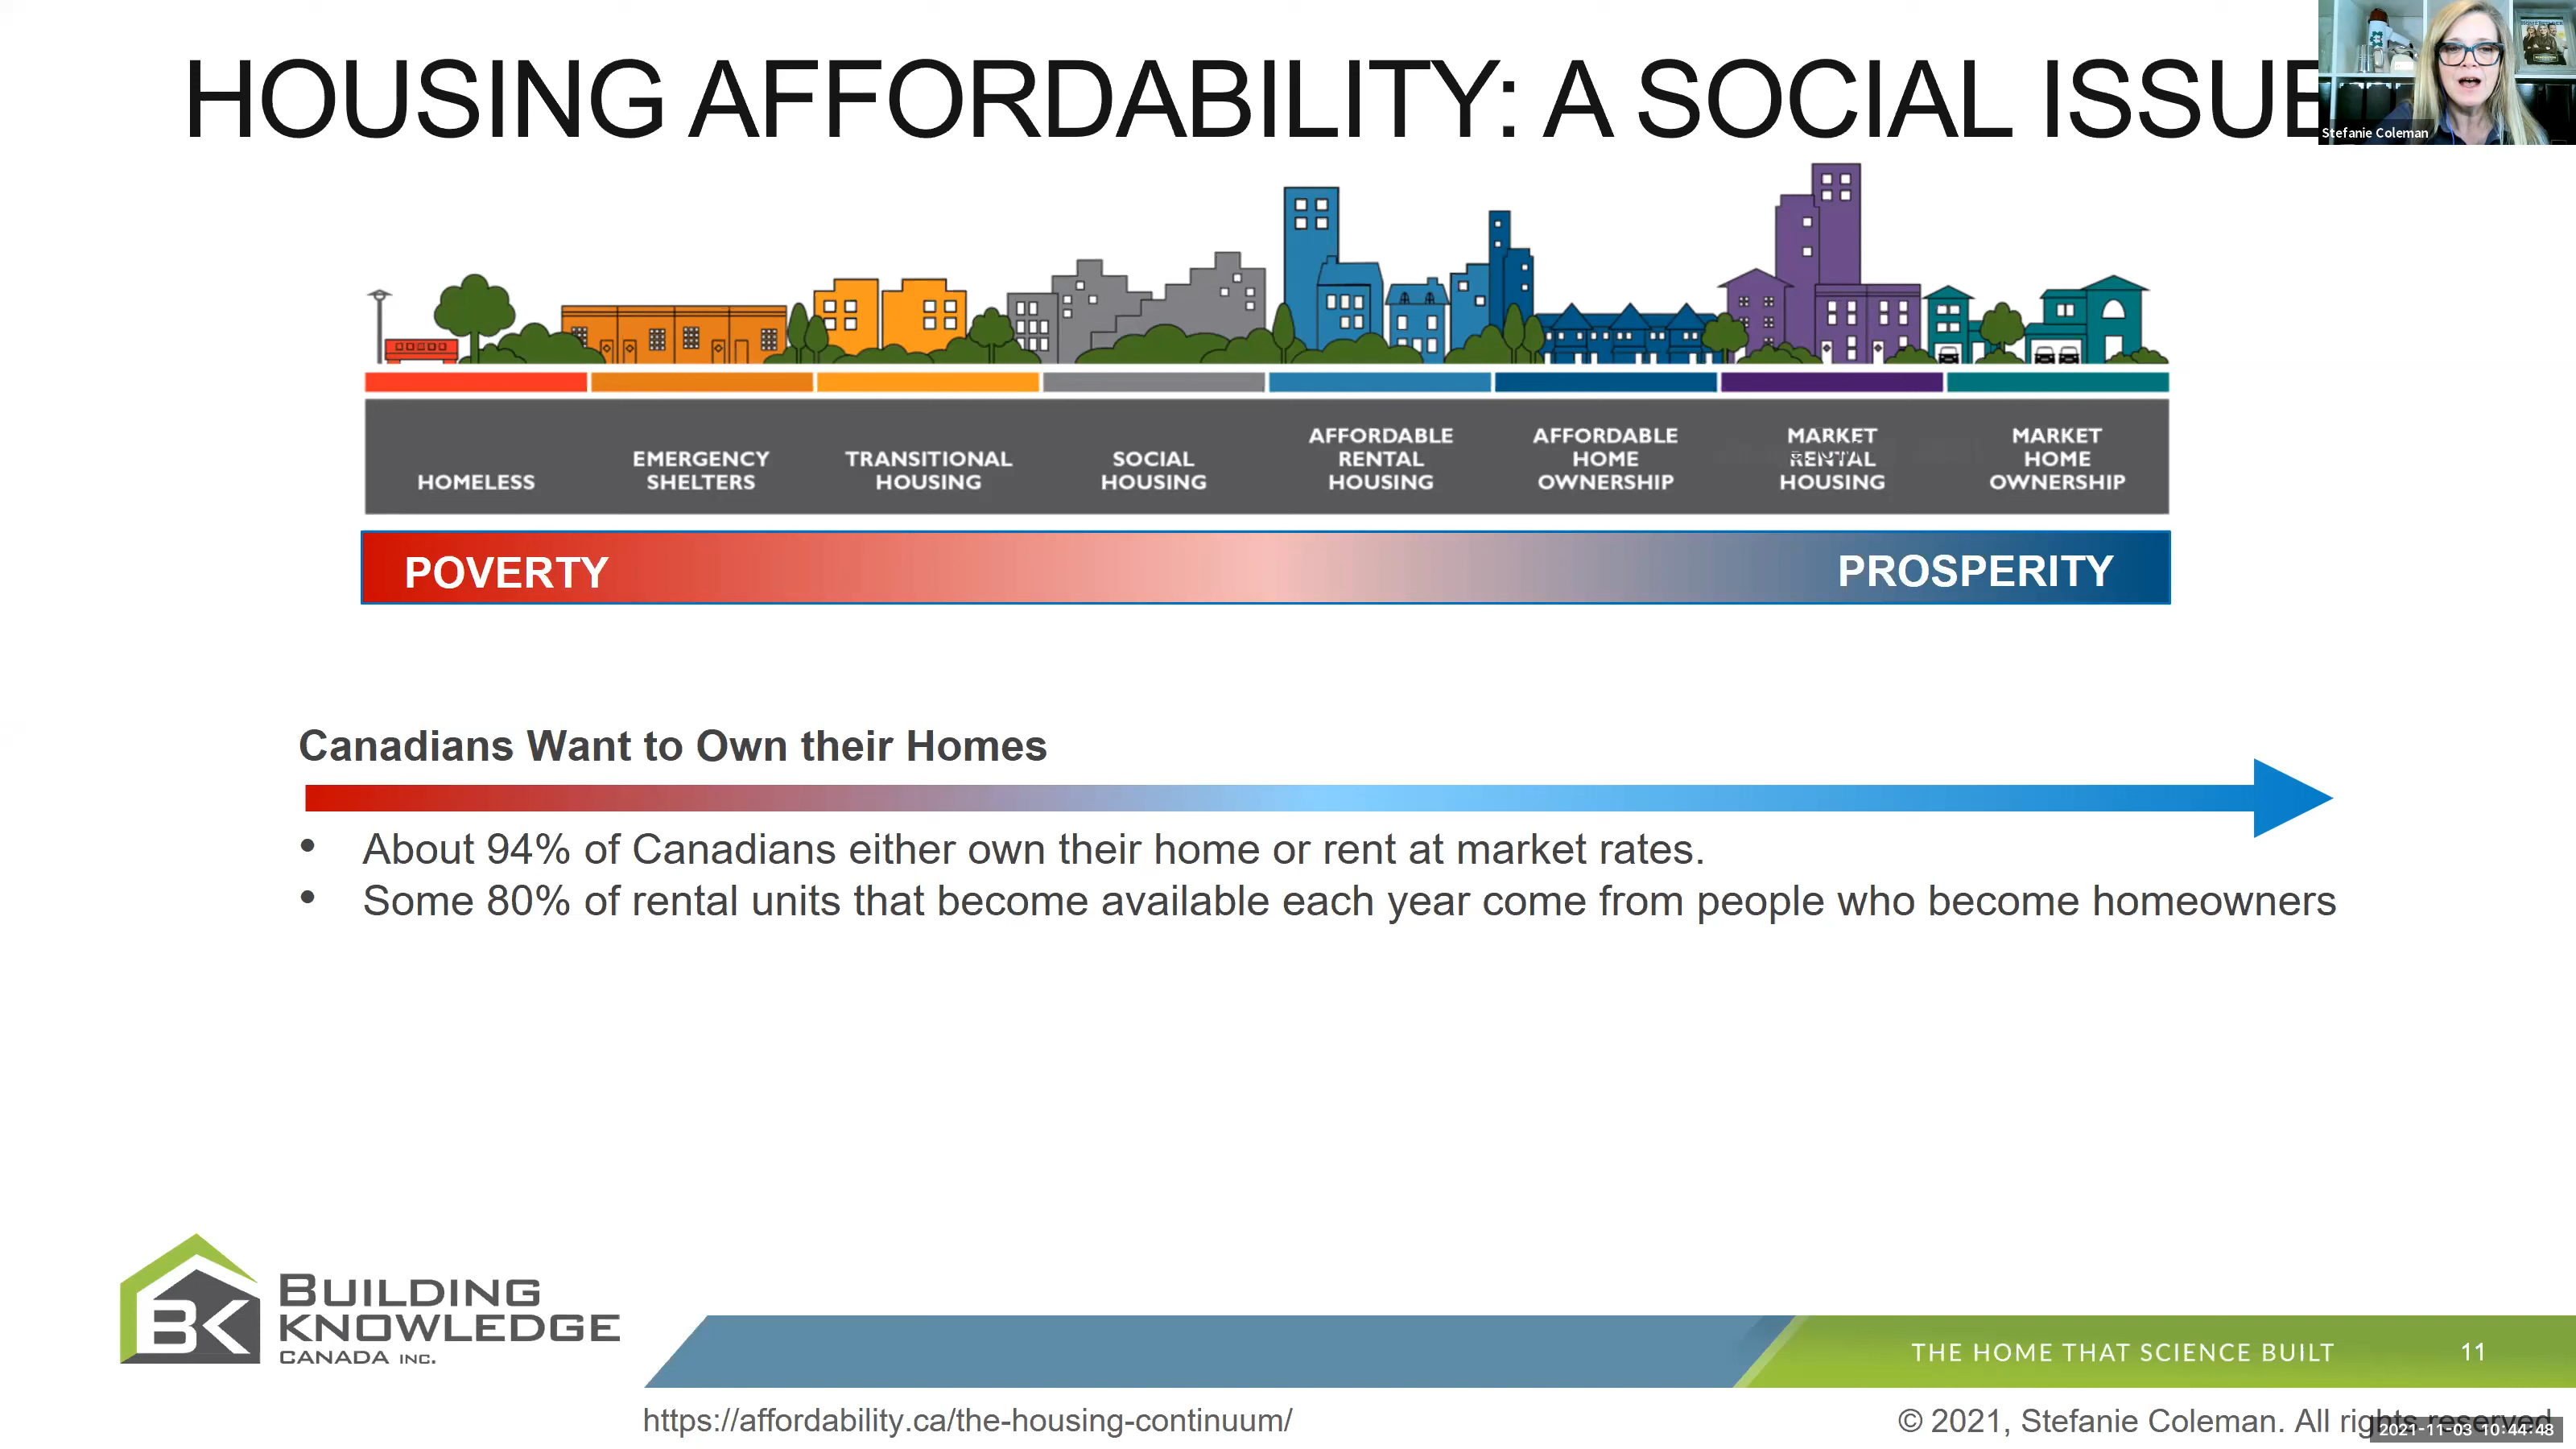 HOUSING AFFORDABILITY: A SOCIAL ISSUE
Stefanie Coleman
HOMELESS
EMERGENCY
SHELTERS
TRANSITIONAL
HOUSING
SOCIAL
HOUSING
AFFORDABLE
RENTAL
HOUSING
AFFORDABLE
HOME
OWNERSHIP
MARKET
RENTAL
HOUSING
MARKET
HOME
OWNERSHIP
POVERTY
PROSPERITY
Canadians Want to Own their Homes
• About 94% of Canadians either own their home or rent at market rates.
• Some 80% of rental units that become available each year come from people who become homeowners
BK
BUILDING
KNOWLEDGE
CANADA INC.
THE HOME THAT SCIENCE BUILT
11
https://affordability.ca/the-housing-continuum/
© 2021, Stefanie Coleman. All rights reserved
2021-11-03 10:44:48